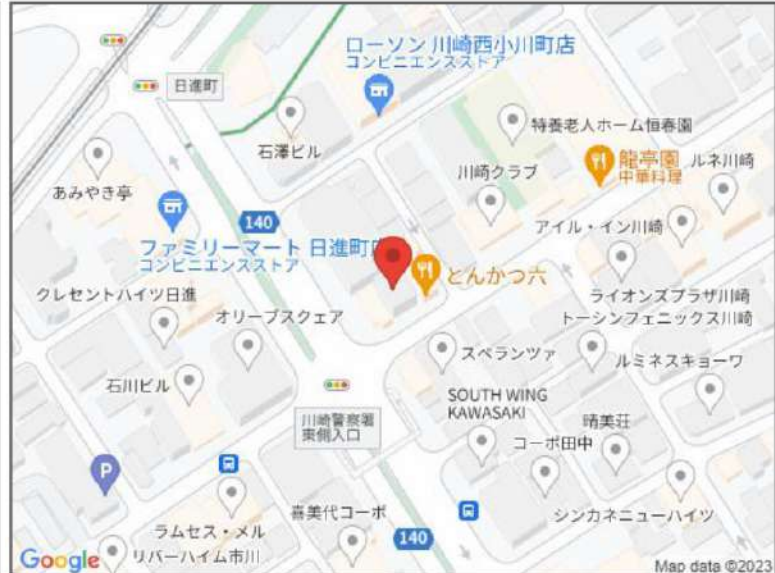 ローソン 川崎西小川町店
コンビニエンスストア
日進町
石澤ビル
特養老人ホーム恒春園
あみやき亭
川崎クラブ
龍亭園
中華料理
ルネ川崎
140
アイル・イン川崎
ファミリーマート 日進町
コンビニエンスストア
とんかつ六
クレセントハイツ日進
オリーブスクェア
ライオンズプラザ川崎
トーシンフェニックス川崎
スペランツァ
ルミネスキョーワ
石川ビル
SOUTH WING
KAWASAKI
川崎警察署
東側入口
晴美荘
コーポ田中
P
喜美代コーポ
シンカネニューハイツ
ラムセス・メル
140
リバーハイム市川
Google
Map data ©2023